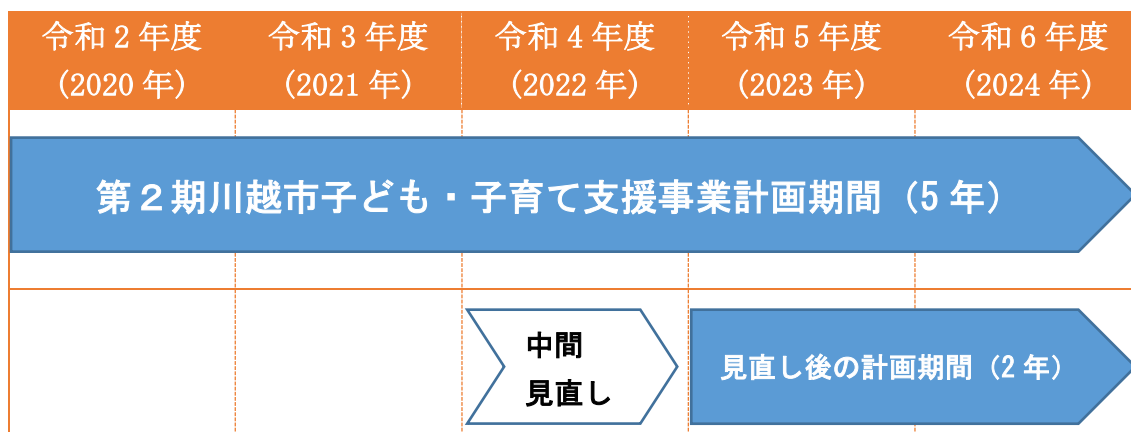 令和 2 年度
(2020 年)
令和 3 年度
(2021 年)
令和 4 年度
(2022 年)
令和 5 年度
(2023 年)
令和 6 年度
(2024 年)
第２期川越市子ども・子育て支援事業計画期間（5 年）
中間
見直し
見直し後の計画期間（2 年）